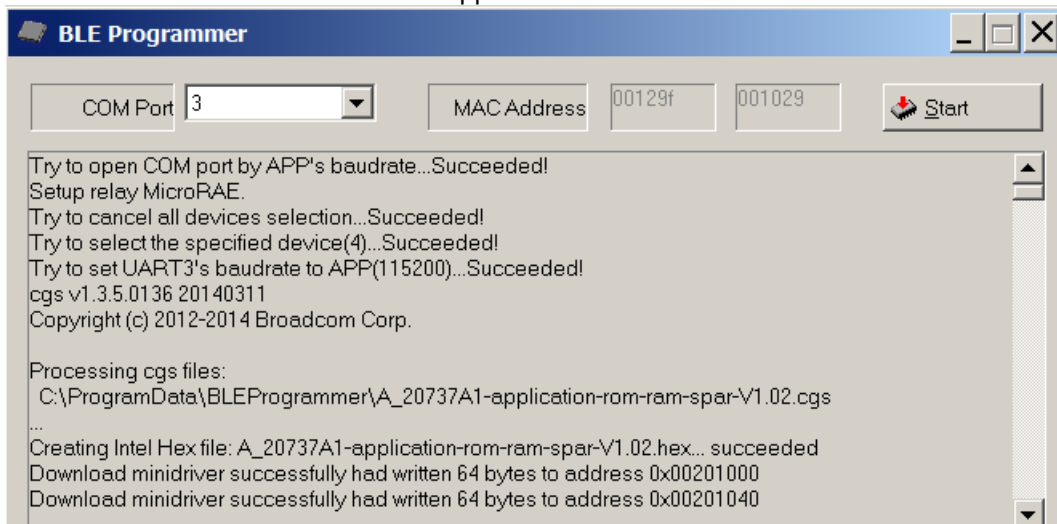 BLE Programmer
COM Port 3 MAC Address 00129f 001029 Start
Try to open COM port by APP's baudrate...Succeeded!
Setup relay MicroRAE.
Try to cancel all devices selection...Succeeded!
Try to select the specified device(4)...Succeeded!
Try to set UART3's baudrate to APP(115200)...Succeeded!
cgs v1.3.5.0136 20140311
Copyright (c) 2012-2014 Broadcom Corp.
Processing cgs files:
C:\ProgramData\BLEProgrammer\A_20737A1-application-rom-ram-spar-V1.02.cgs
...
Creating Intel Hex file: A_20737A1-application-rom-ram-spar-V1.02.hex... succeeded
Download minidriver successfully had written 64 bytes to address 0x00201000
Download minidriver successfully had written 64 bytes to address 0x00201040